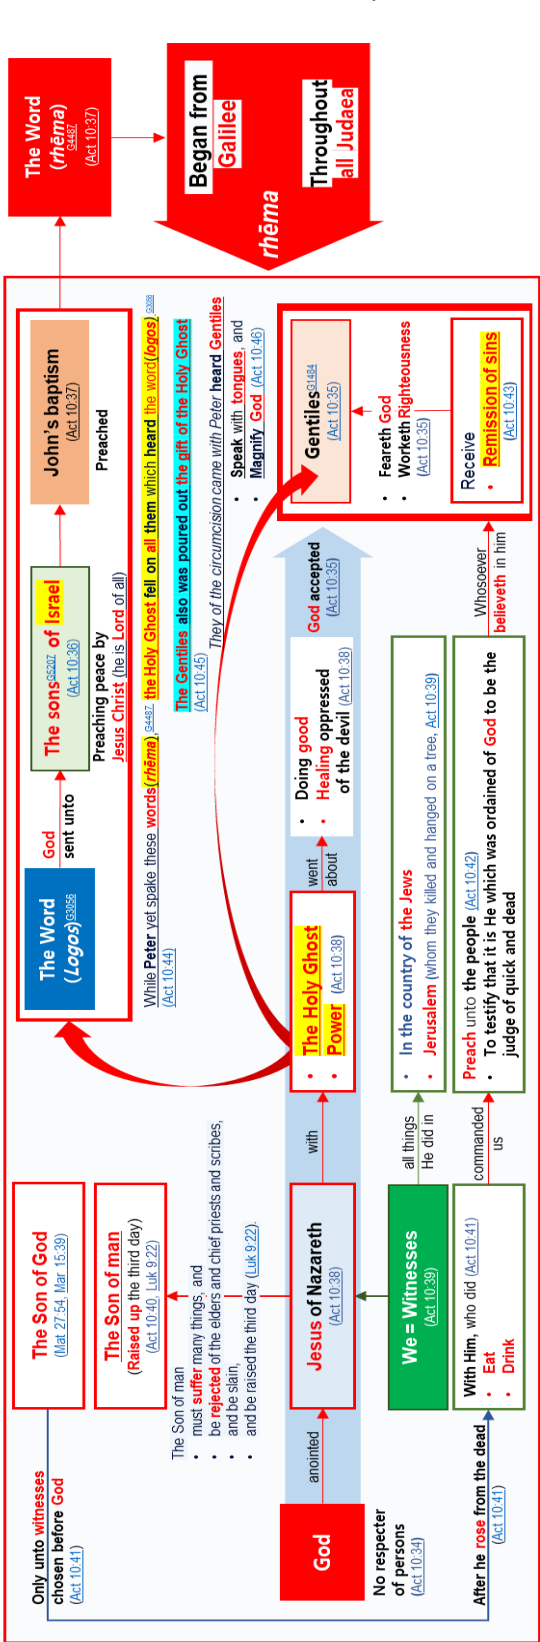 Only unto witnesses
chosen before God
(Act 10:41)
The Son of God
(Mat 27:54, Mar 15:39)
The Son of man
(Raised up the third day)
(Act 10:40, Luk 9:22)
The Son of man
• must suffer many things, and
• be rejected of the elders and chief priests and scribes,
• and be slain,
• and be raised the third day (Luk 9:22).
The Word
(Logos)G3056
God
sent unto
The sonsG5207 of Israel
(Act 10:36)
Preaching peace by
Jesus Christ (he is Lord of all)
John's baptism
(Act 10:37)
Preached
The Word
(rhēma)
G4487
(Act 10:37)
While Peter yet spake these words(rhēma),G4487 the Holy Ghost fell on all them which heard the word(logos).G3056
(Act 10:44)
The Gentiles also was poured out the gift of the Holy Ghost
(Act 10:45)
They of the circumcision came with Peter heard Gentiles
• Speak with tongues, and
• Magnify God (Act 10:46)
Began from
Galilee
Throughout
all Judaea
rhēma
God
No respecter
of persons
(Act 10:34)
anointed
Jesus of Nazareth
(Act 10:38)
with
• The Holy Ghost
• Power (Act 10:38)
went
about
• Doing good
• Healing oppressed
of the devil (Act 10:38)
God accepted
(Act 10:35)
GentilesG1484
(Act 10:35)
• Feareth God
• Worketh Righteousness
(Act 10:35)
Receive
• Remission of sins
(Act 10:43)
We = Witnesses
(Act 10:39)
all things
He did in
• In the country of the Jews
• Jerusalem (whom they killed and hanged on a tree, Act 10:39)
After he rose from the dead
(Act 10:41)
With Him, who did (Act 10:41)
• Eat
• Drink
commanded
us
Preach unto the people (Act 10:42)
• To testify that it is He which was ordained of God to be the
judge of quick and dead
Whosoever
believeth in him